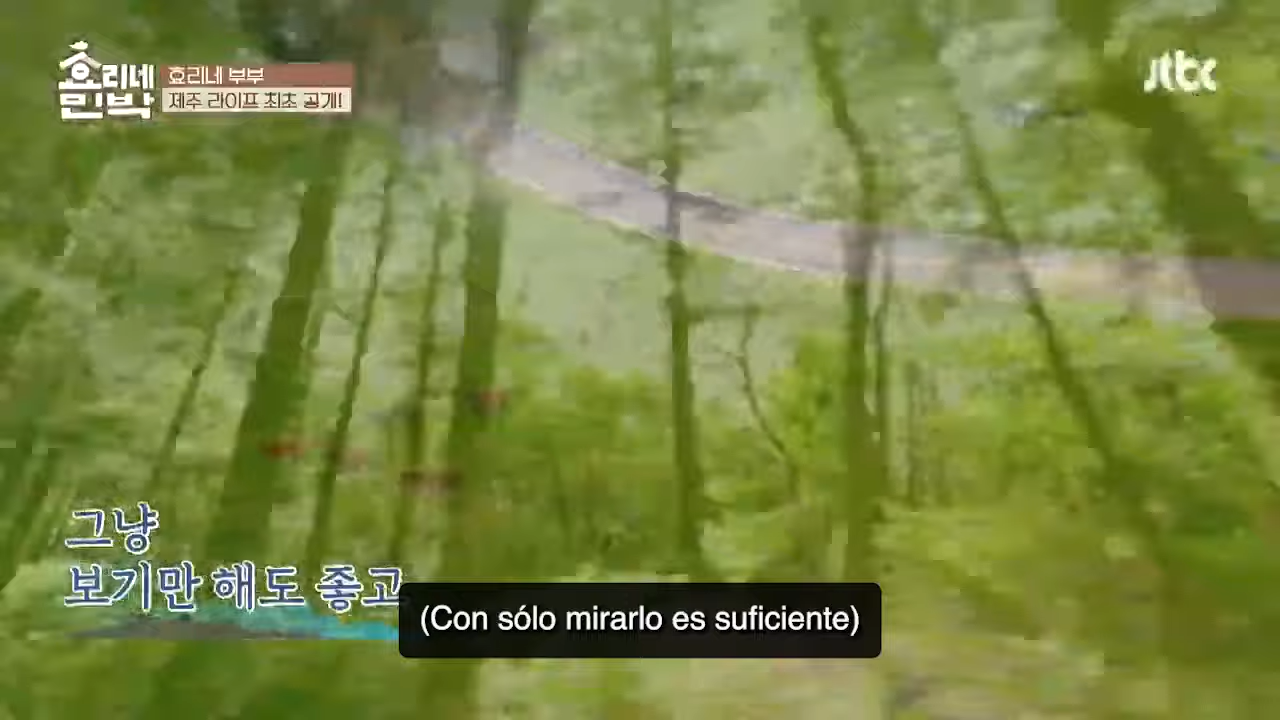 효리네
민박
효리네 부부
제주 라이프 최초 공개!
jtbc
그냥
보기만 해도 좋고
(Con sólo mirarlo es suficiente)